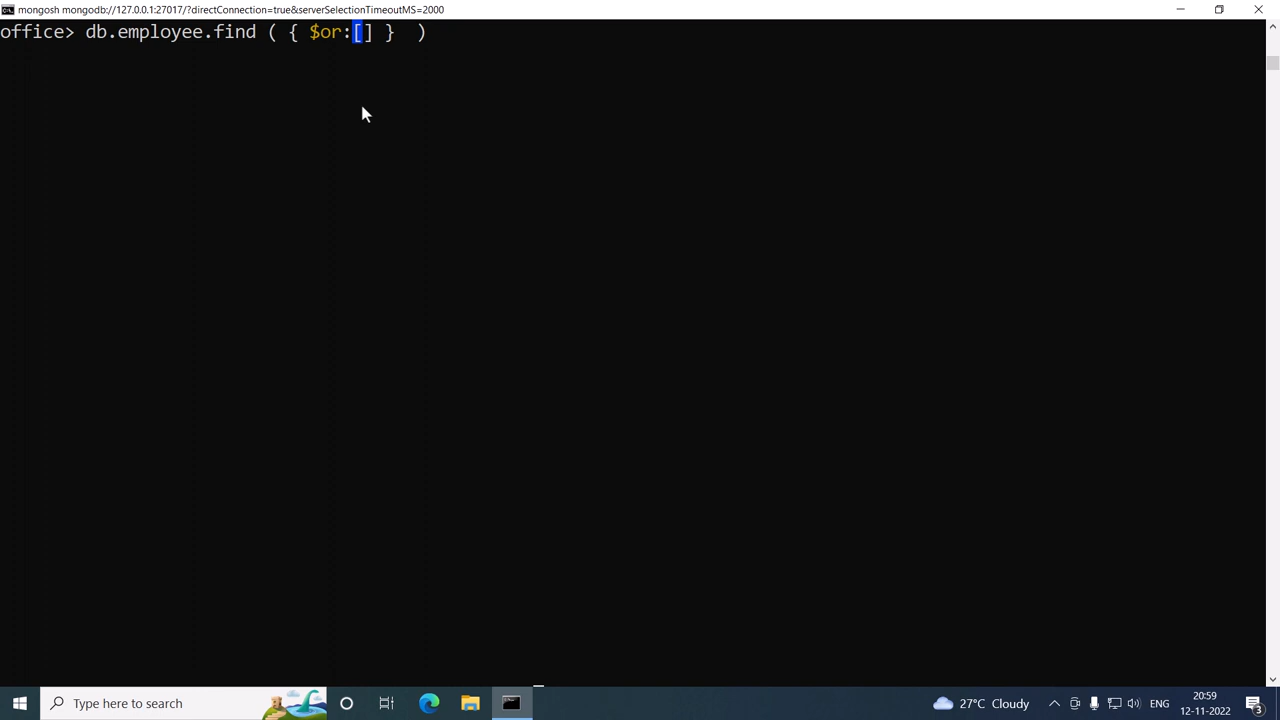 mongosh mongodb://127.0.0.1:27017/?directConnection=true&serverSelectionTimeoutMS=2000
office> db.employee.find ( { $or:[] }  )
Type here to search
27°C Cloudy
ENG
20:59
12-11-2022
3